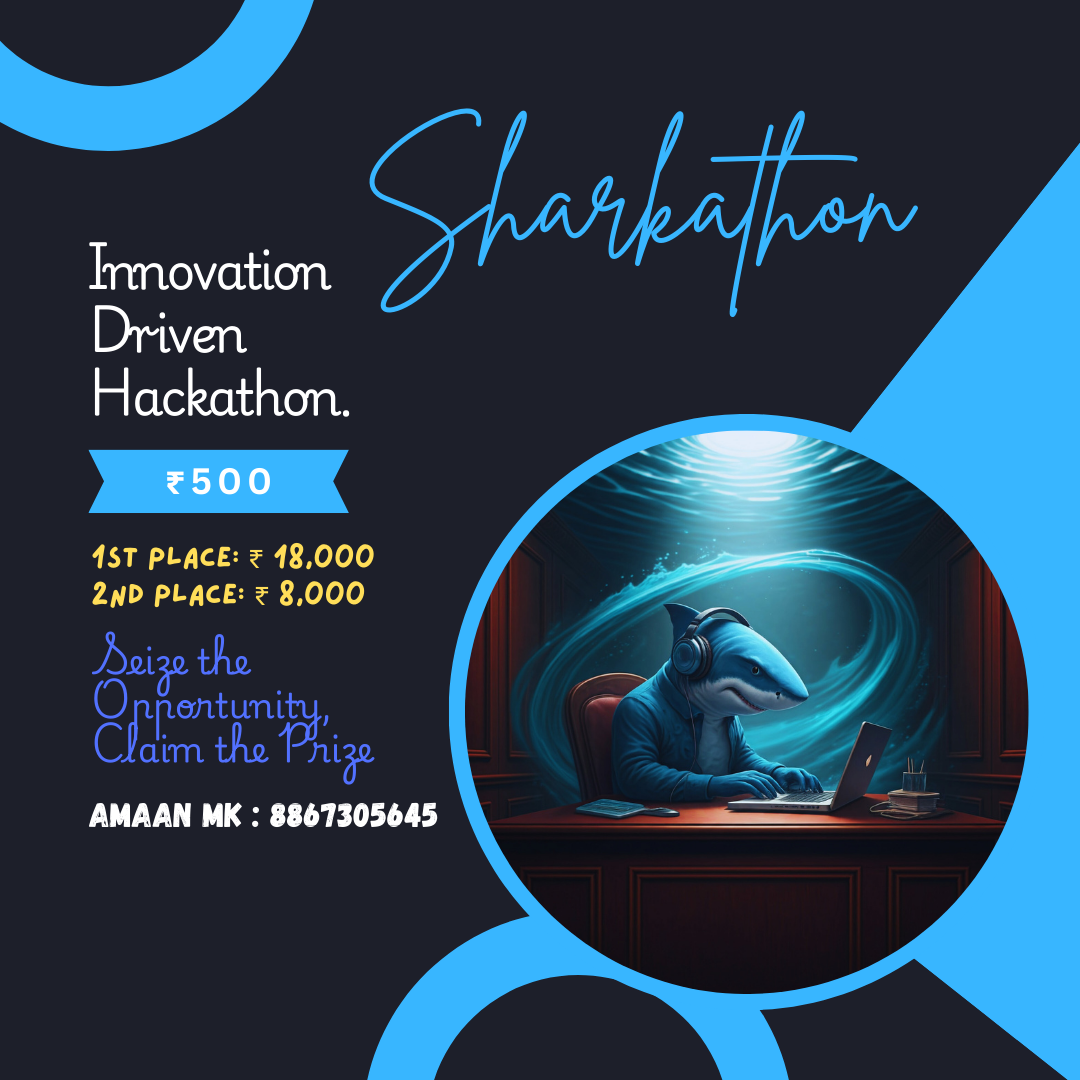 Sharkathon
Innovation
Driven
Hackathon.
₹500
1ST PLACE: ₹ 18,000
2ND PLACE: ₹ 8,000
Seize the
Opportunity,
Claim the Prize
AMAAN MK : 8867305645